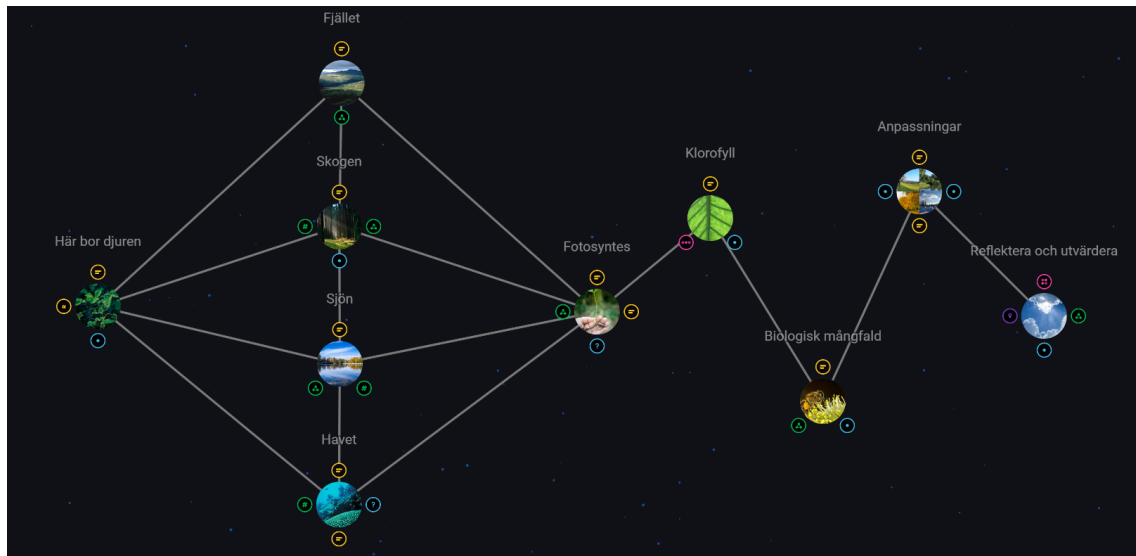 Fjället
Skogen
Här bor djuren
Sjön
Havet
Fotosyntes
Klorofyll
Biologisk mångfald
Anpassningar
Reflektera och utvärdera